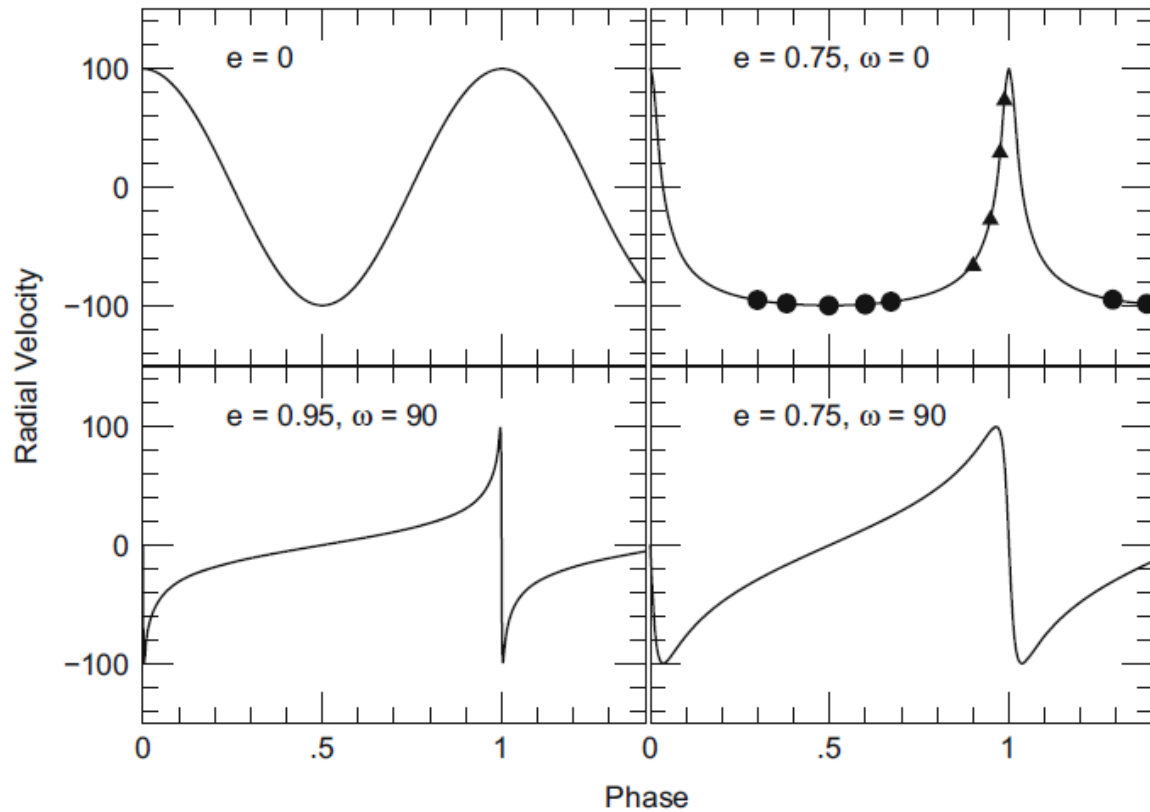 e = 0
e = 0.75, ω = 0
100
0
−100
e = 0.95, ω = 90
e = 0.75, ω = 90
100
0
−100
Radial Velocity
0 .5 1 0 .5 1
Phase